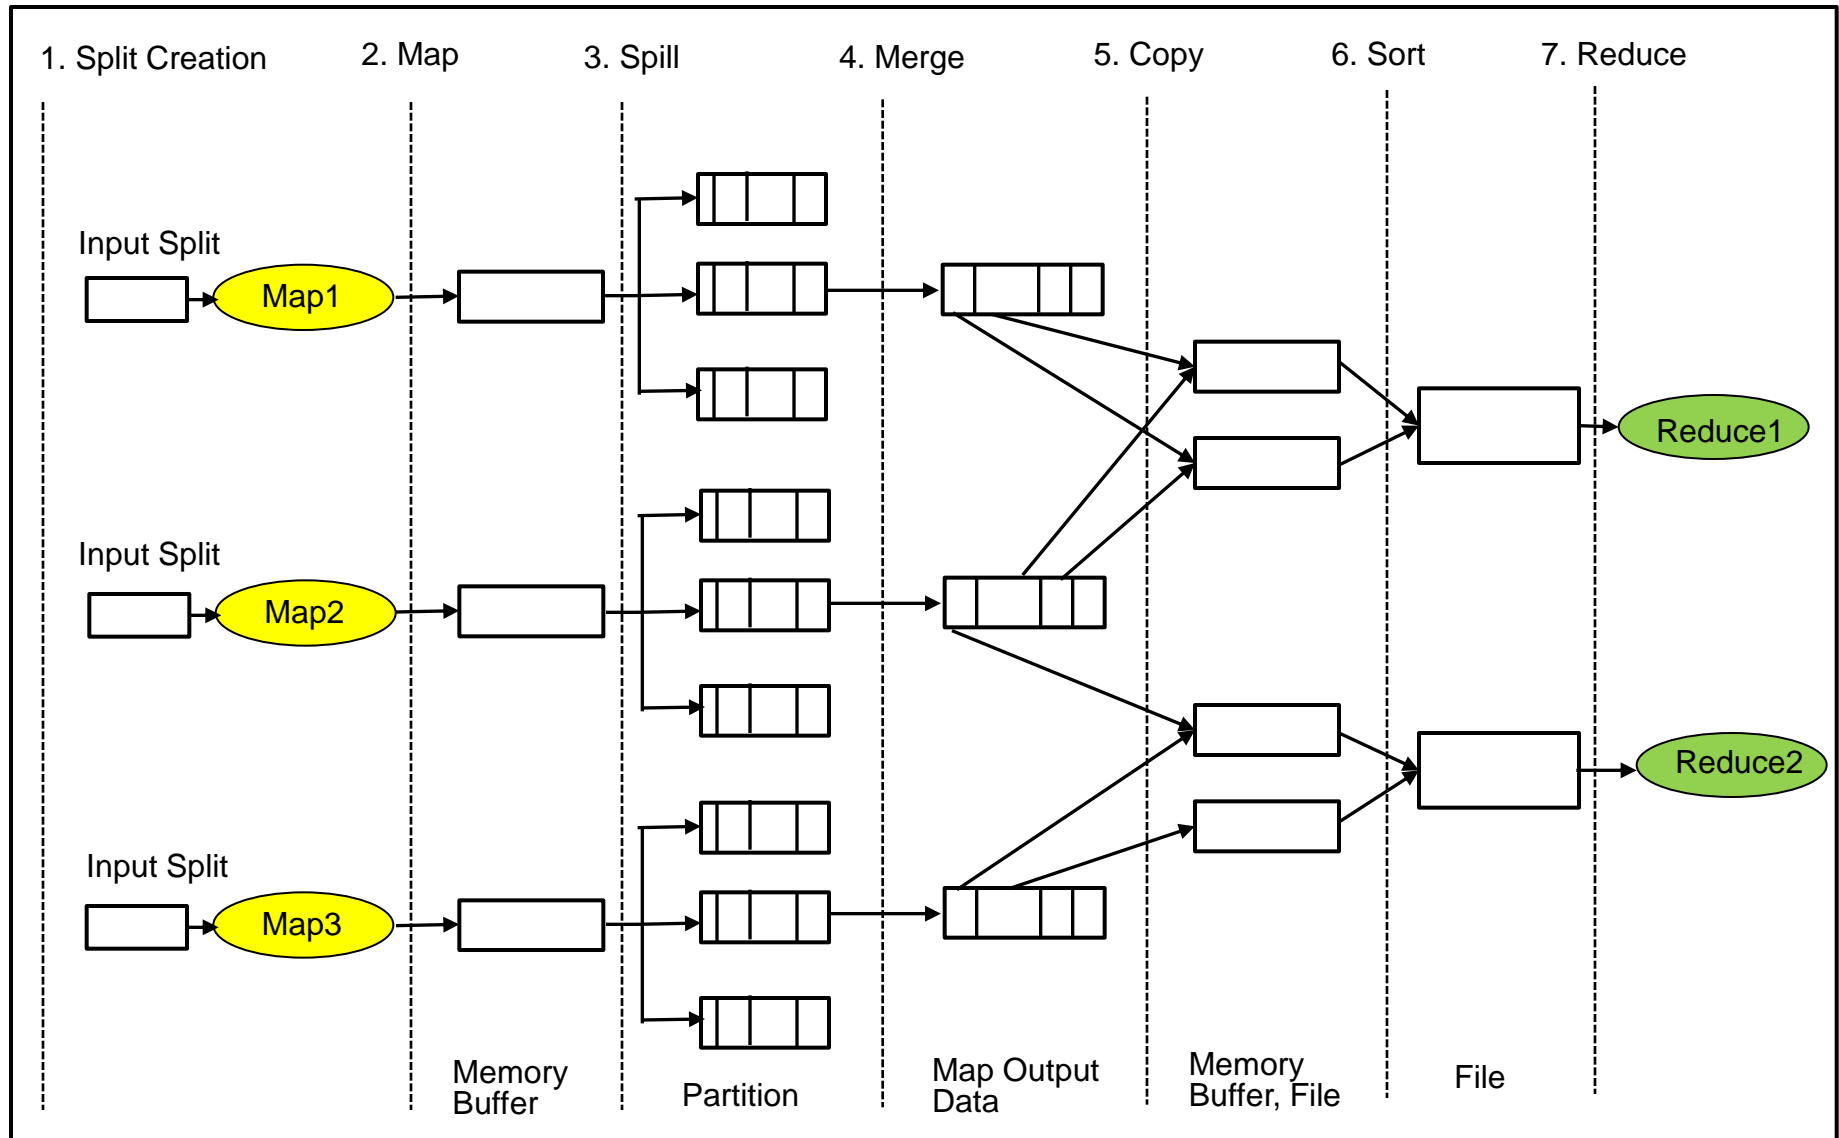 1. Split Creation
2. Map
3. Spill
4. Merge
5. Copy
6. Sort
7. Reduce
Input Split
Map1
Reduce1
Input Split
Map2
Reduce2
Input Split
Map3
Memory
Buffer
Partition
Map Output
Data
Memory
Buffer, File
File